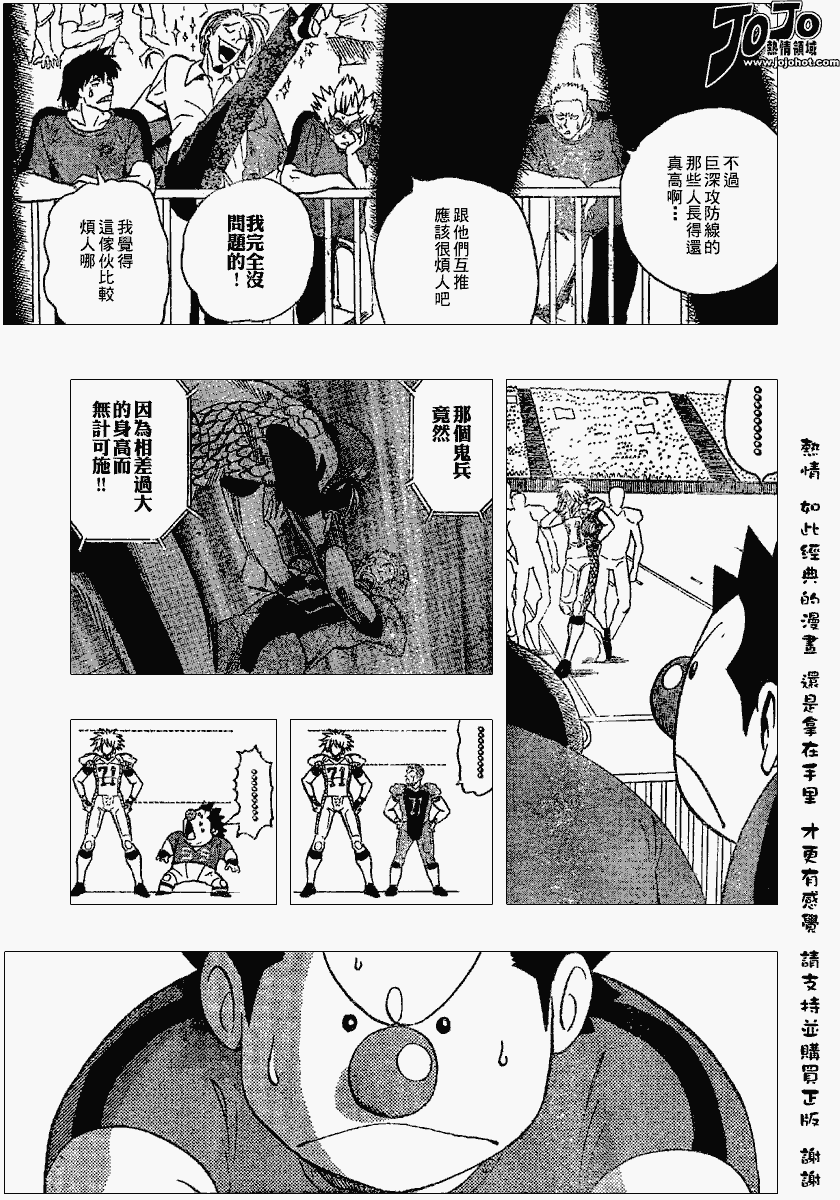 JOJO
熱情領域
www.jojohot.com
不過
巨深攻防線的
那些人長得還
真高啊…
跟他們互推
應該很煩人吧
我完全沒
問題的！
我覺得
這傢伙比較
煩人哪
………
那個鬼兵
竟然
因為相差過大
的身高而
無計可施!!
………
71
71
………
71
熱情 如此經典的漫畫 還是拿在手里 才更有感覺 請支持並購買正版 謝謝